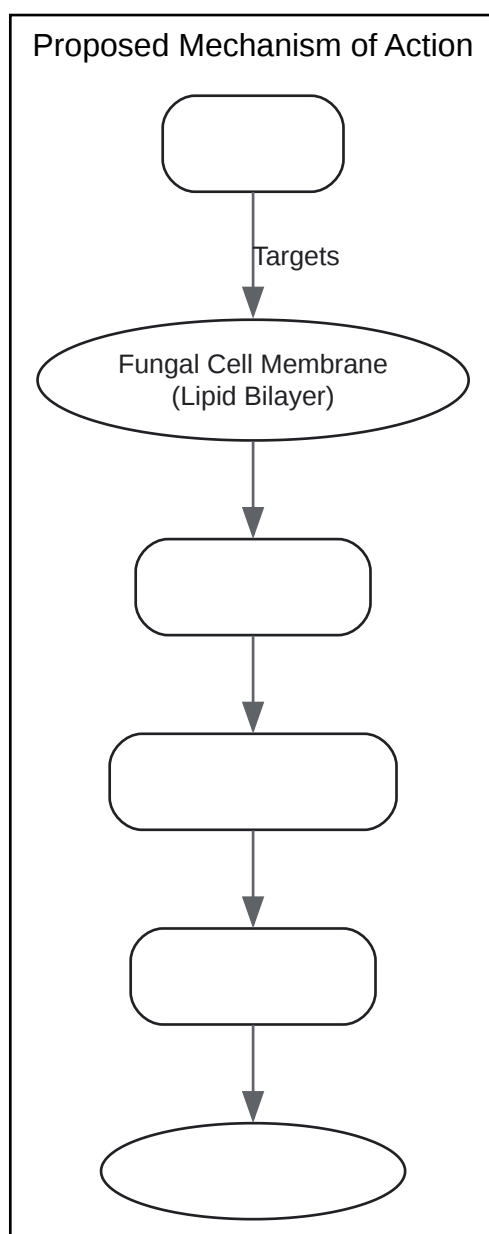 Proposed Mechanism of Action
Targets
Fungal Cell Membrane
(Lipid Bilayer)